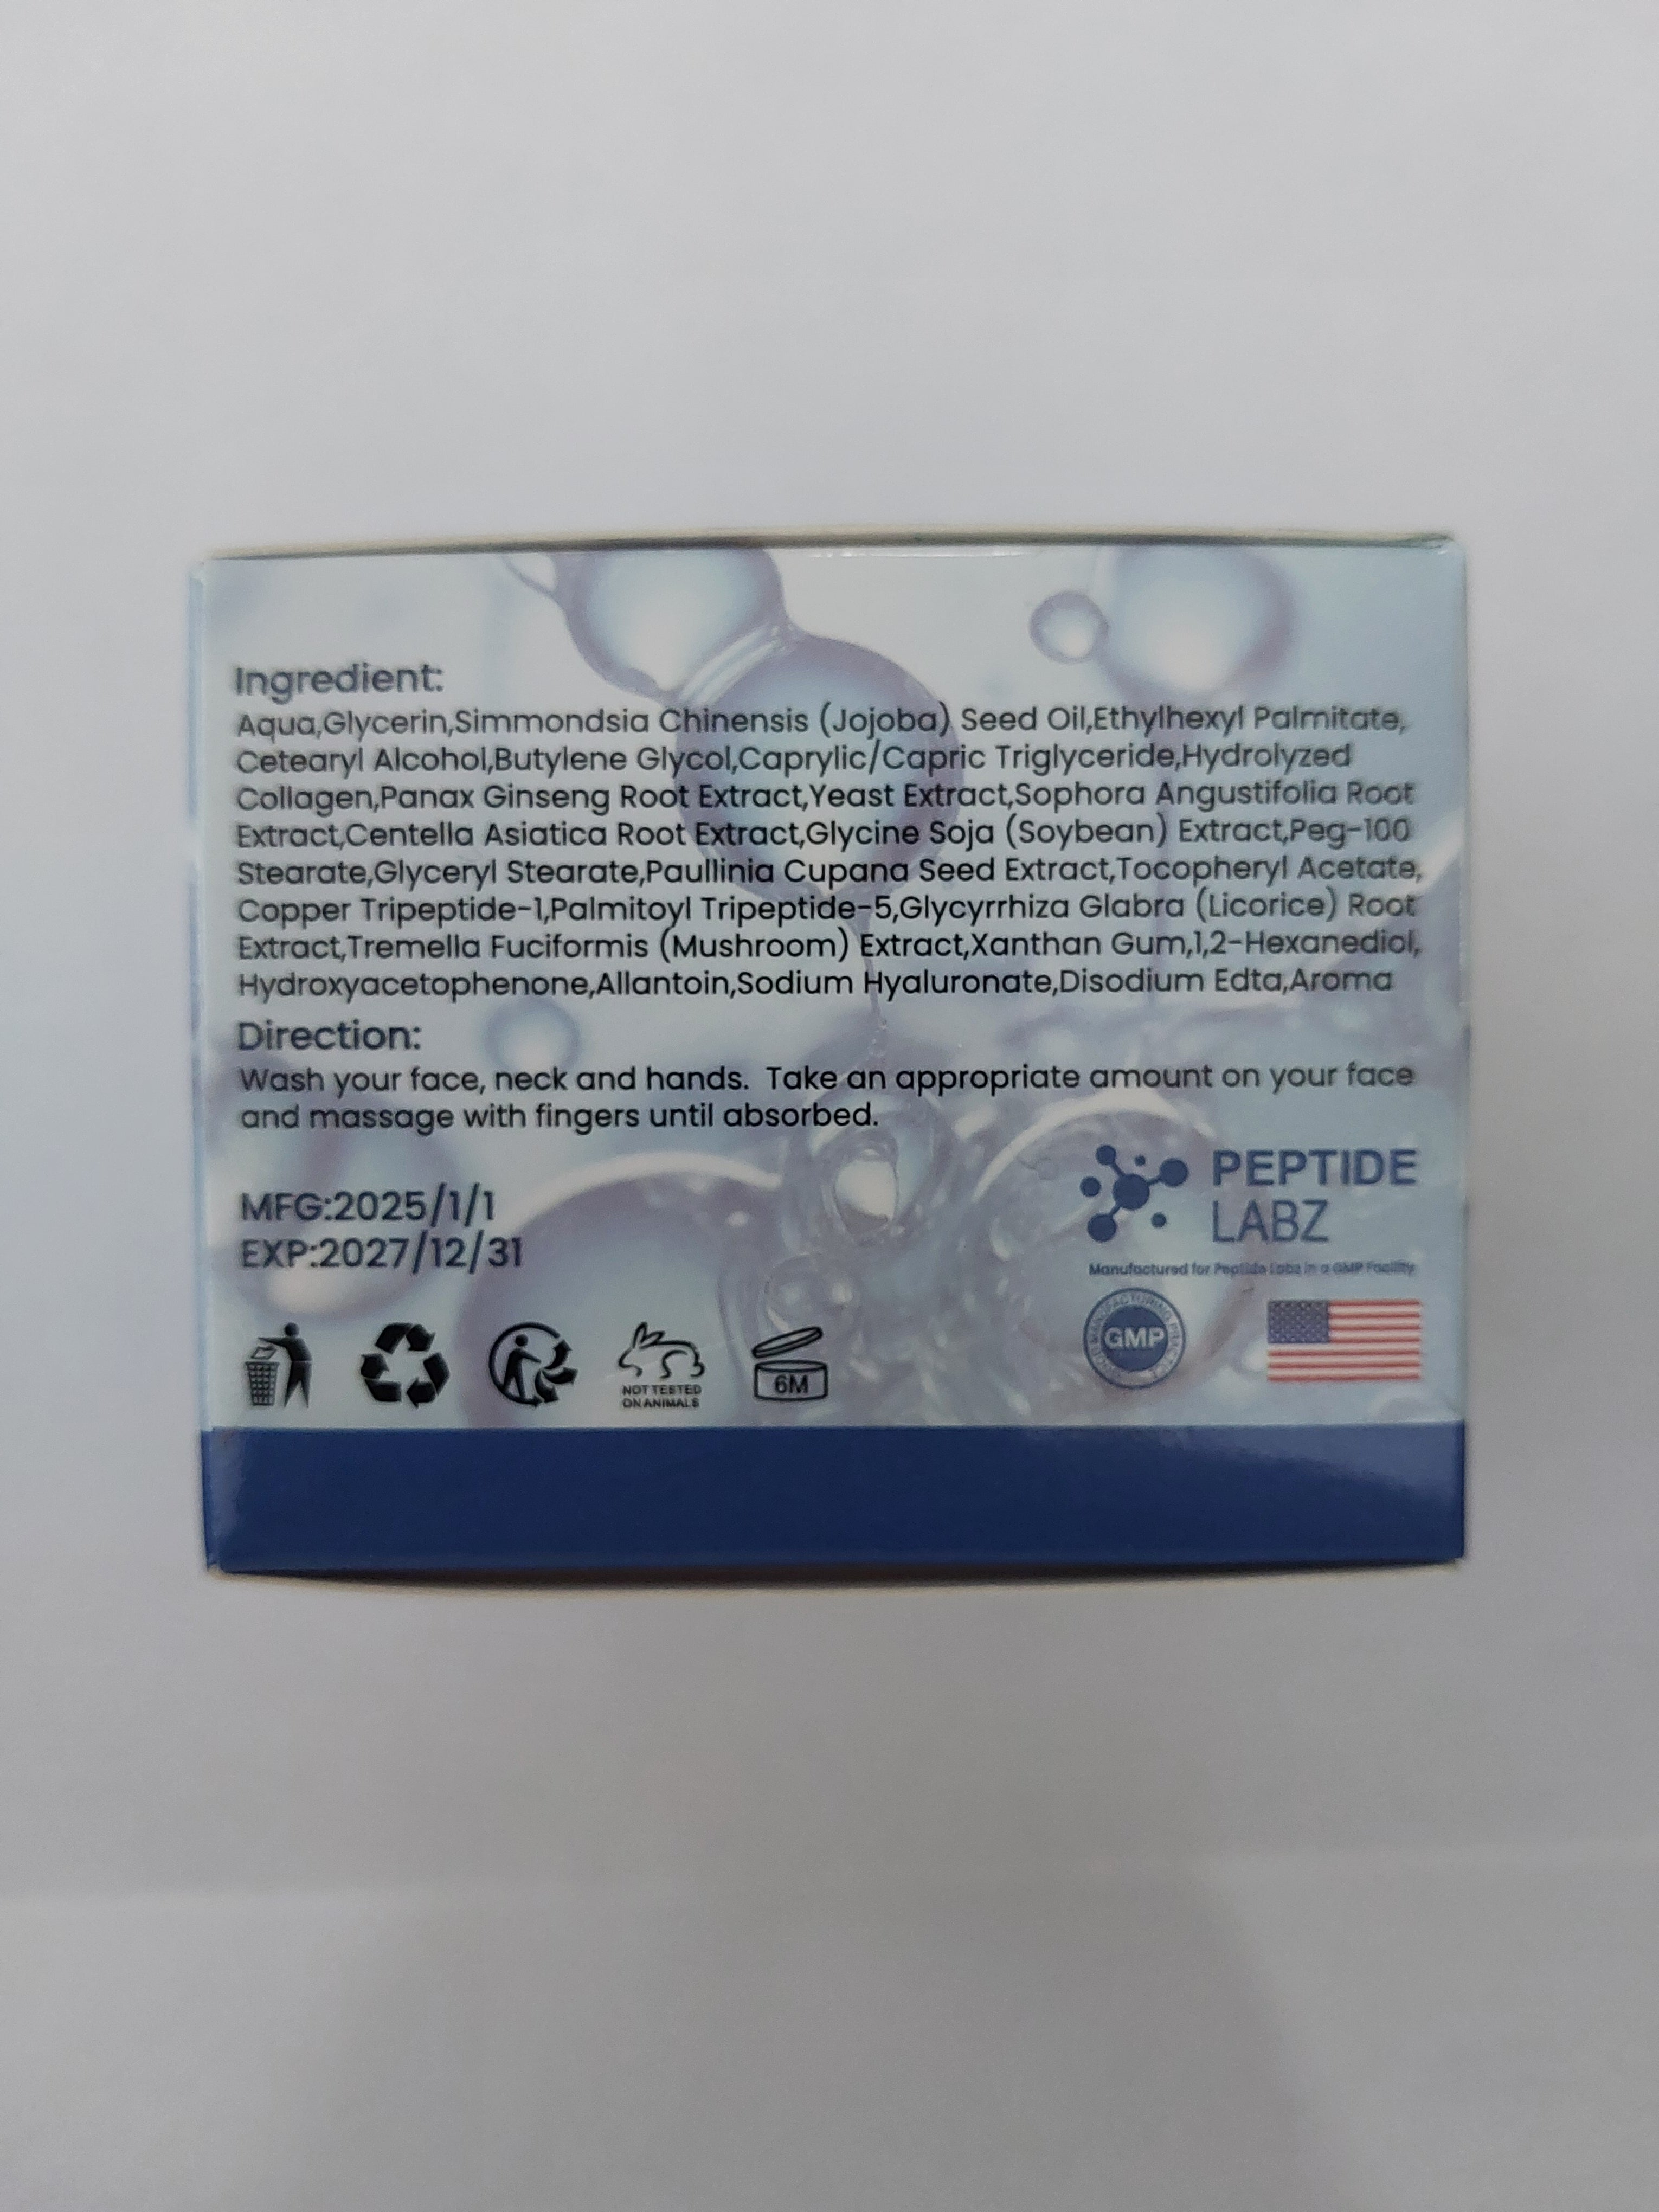 Ingredient:
Aqua,Glycerin,Simmondsia Chinensis (Jojoba) Seed Oil,Ethylhexyl Palmitate,
Cetearyl Alcohol,Butylene Glycol,Caprylic/Capric Triglyceride,Hydrolyzed
Collagen,Panax Ginseng Root Extract,Yeast Extract,Sophora Angustifolia Root
Extract,Centella Asiatica Root Extract,Glycine Soja (Soybean) Extract,Peg-100
Stearate,Glyceryl Stearate,Paullinia Cupana Seed Extract,Tocopheryl Acetate,
Copper Tripeptide-1,Palmitoyl Tripeptide-5,Glycyrrhiza Glabra (Licorice) Root
Extract,Tremella Fuciformis (Mushroom) Extract,Xanthan Gum,1,2-Hexanediol,
Hydroxyacetophenone,Allantoin,Sodium Hyaluronate,Disodium Edta,Aroma
Direction:
Wash your face, neck and hands. Take an appropriate amount on your face
and massage with fingers until absorbed.
MFG:2025/1/1
EXP:2027/12/31
PEPTIDE
LABZ
Manufactured for Peptide Labs in a GMP Facility
NOT TESTED
ON ANIMALS
6M
GOOD MANUFACTURING PRACTICE
GMP